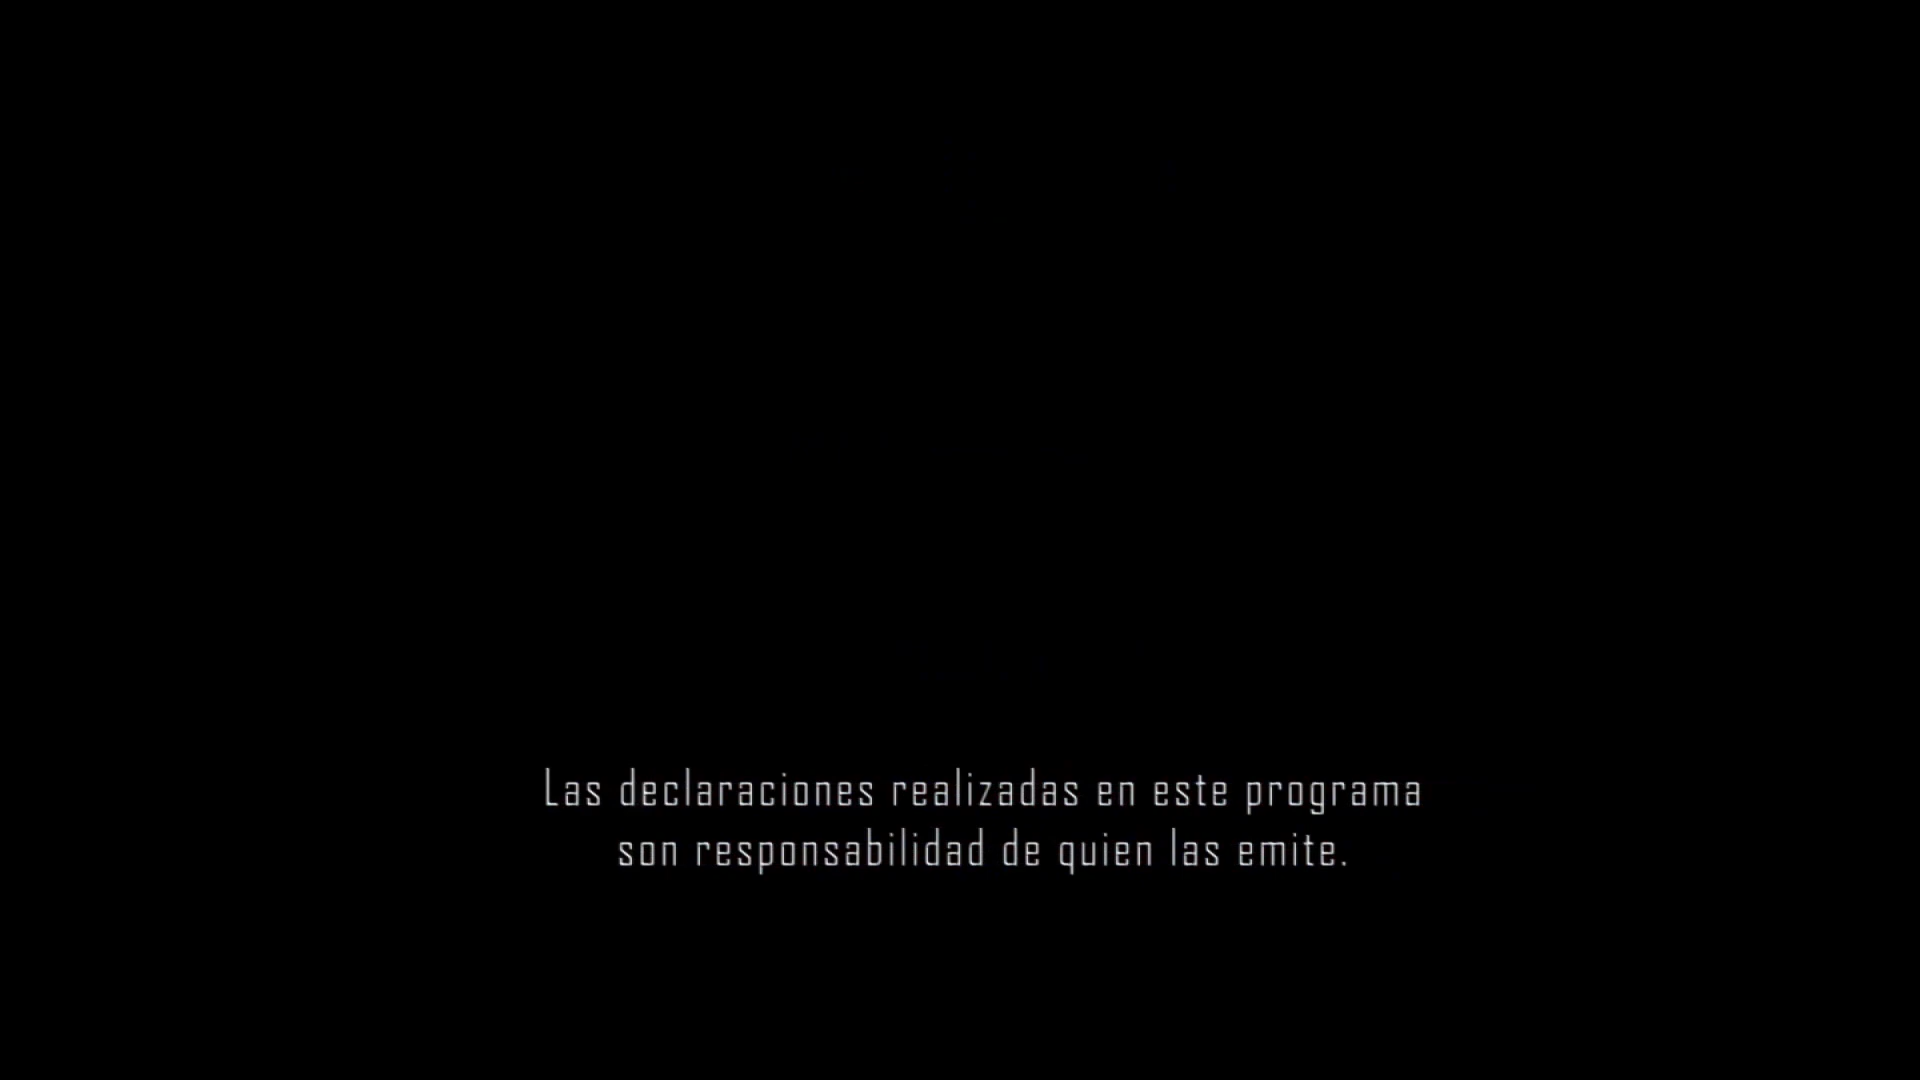 Las declaraciones realizadas en este programa
son responsabilidad de quien las emite.